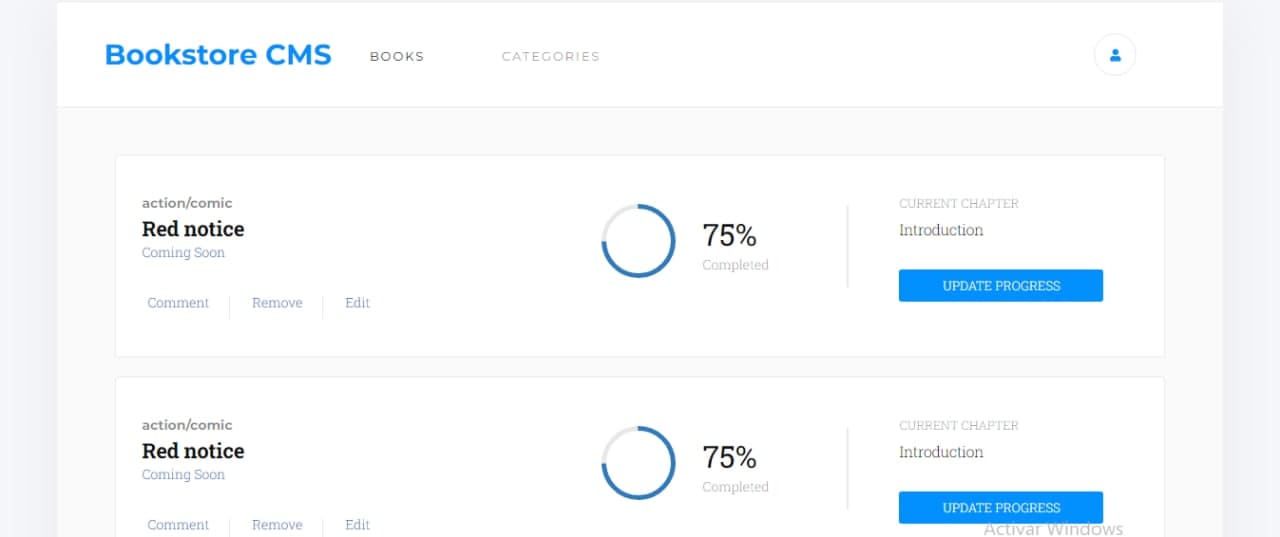 Bookstore CMS BOOKS CATEGORIES
action/comic
Red notice
Coming Soon
Comment Remove Edit
75%
Completed
CURRENT CHAPTER
Introduction
UPDATE PROGRESS
action/comic
Red notice
Coming Soon
Comment Remove Edit
75%
Completed
CURRENT CHAPTER
Introduction
UPDATE PROGRESS
Activar Windows